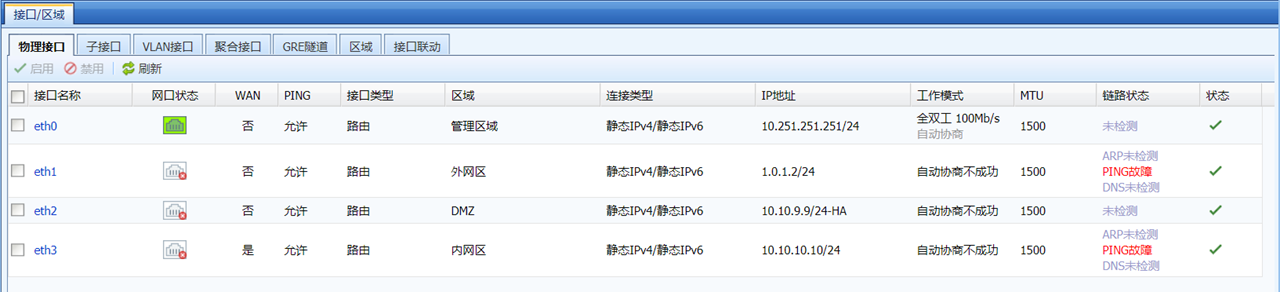 接口/区域
物理接口 子接口 VLAN接口 聚合接口 GRE隧道 区域 接口联动
启用 禁用 刷新
接口名称 网口状态 WAN PING 接口类型 区域 连接类型 IP地址 工作模式 MTU 链路状态 状态
eth0 否 允许 路由 管理区域 静态IPv4/静态IPv6 10.251.251.251/24 全双工 100Mb/s 1500 未检测
自动协商
ARP未检测
eth1 否 允许 路由 外网区 静态IPv4/静态IPv6 1.0.1.2/24 自动协商不成功 1500 PING故障
DNS未检测
eth2 否 允许 路由 DMZ 静态IPv4/静态IPv6 10.10.9.9/24-HA 自动协商不成功 1500 未检测
ARP未检测
eth3 是 允许 路由 内网区 静态IPv4/静态IPv6 10.10.10.10/24 自动协商不成功 1500 PING故障
DNS未检测